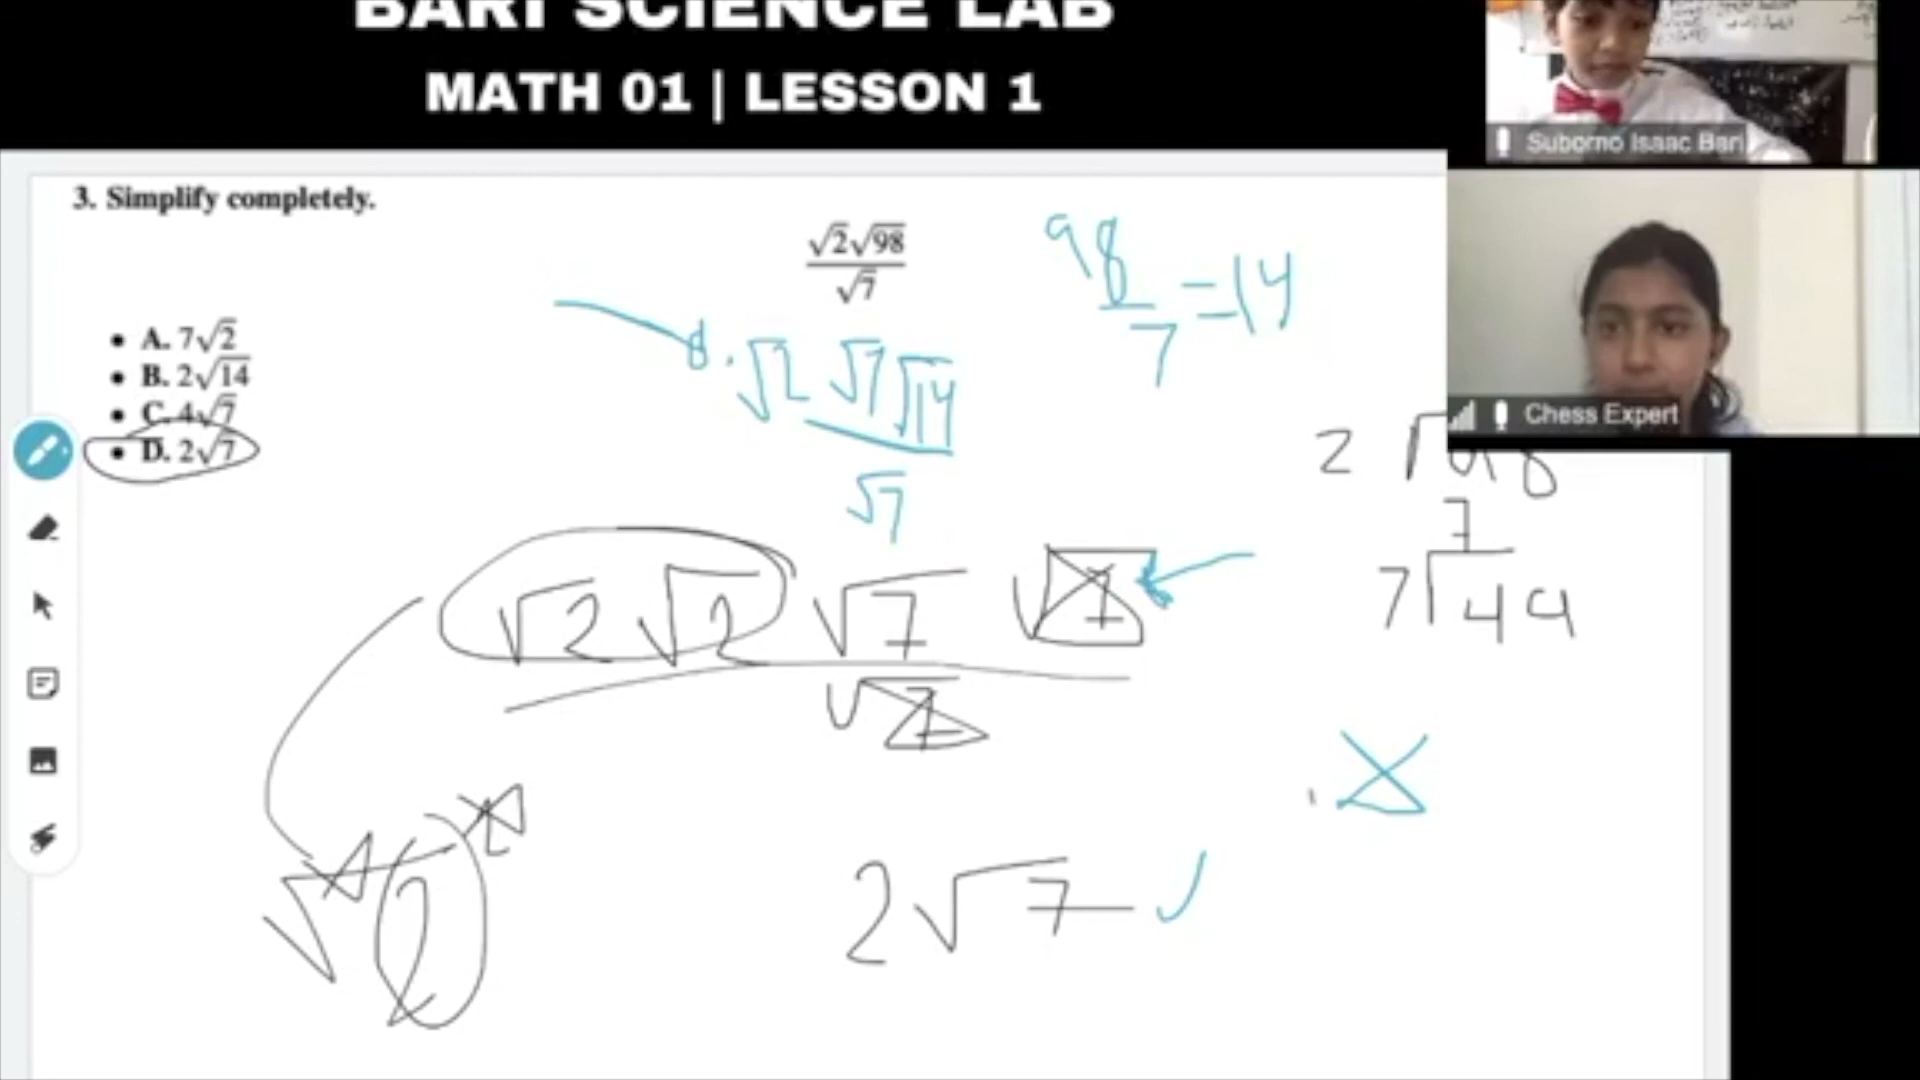 BARI SCIENCE LAB
MATH 01 | LESSON 1
Suborno Isaac Bari
Chess Expert
3. Simplify completely.
√2√98
√7
• A. 7√2
• B. 2√14
• C. 4√7
• D. 2√7
98
7 =14
√2 √7√14
√7
2 √98
7
7√49
√2 √2 √7 √7
√7
√2 2
2√7